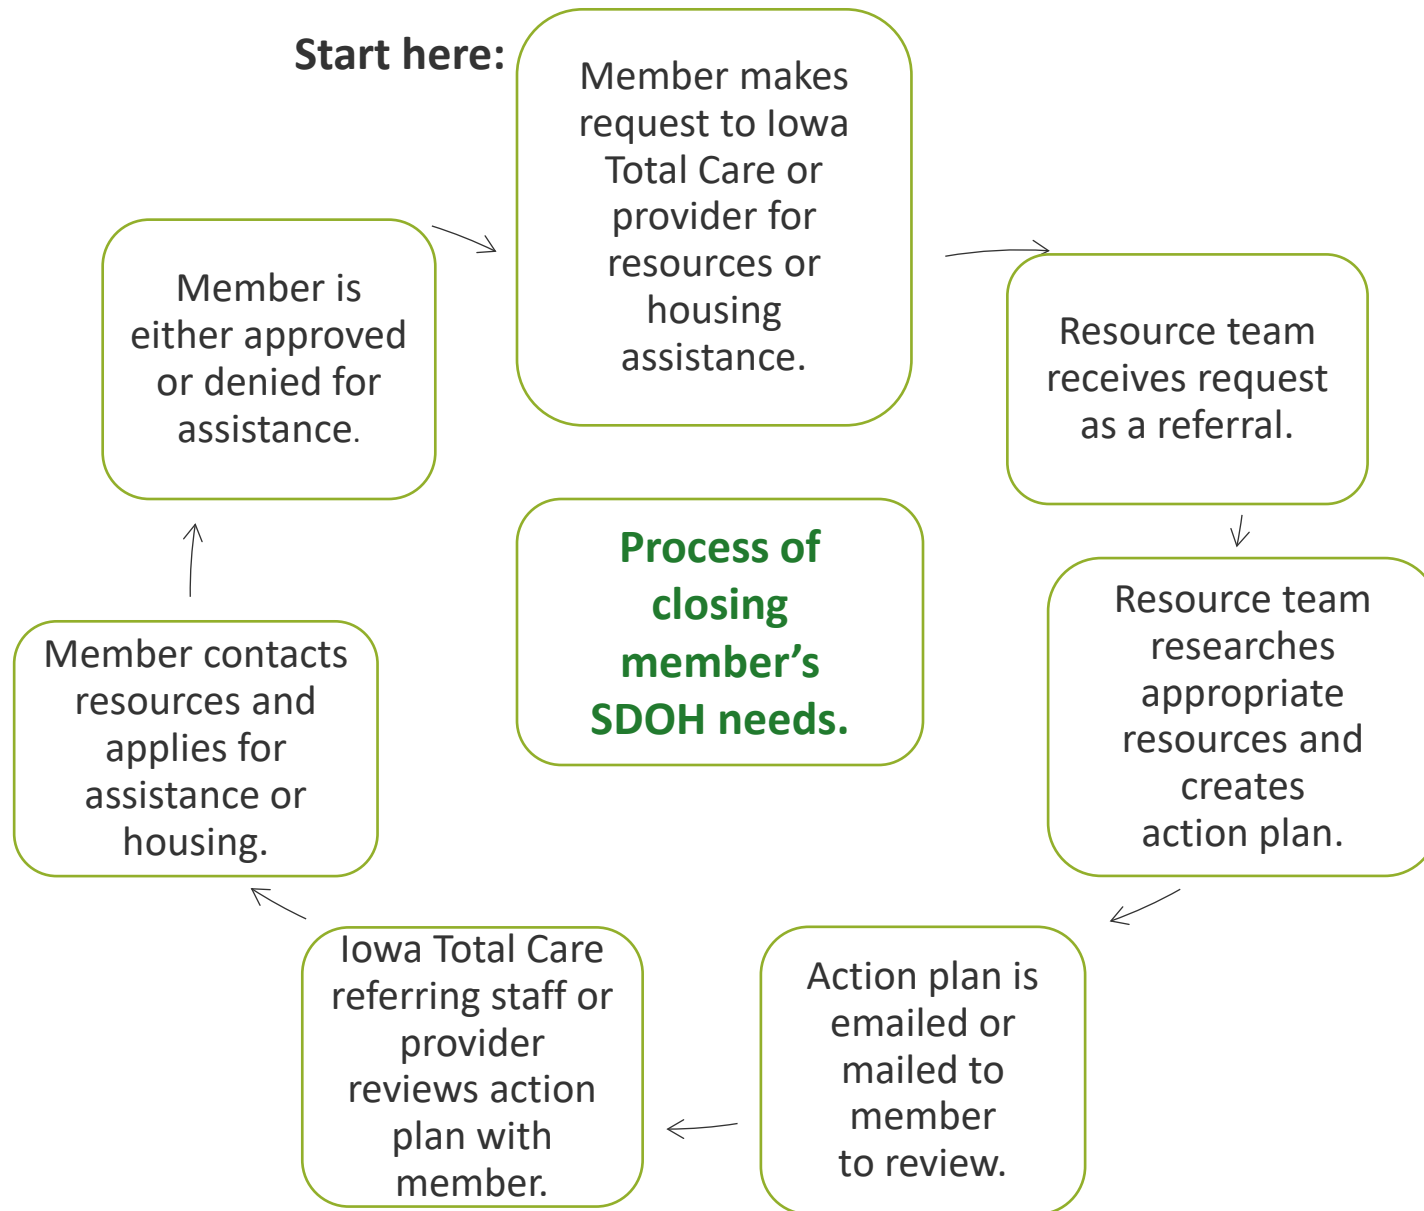 Start here:
Member makes
request to Iowa
Total Care or
provider for
resources or
housing
assistance.
Resource team
receives request
as a referral.
Resource team
researches
appropriate
resources and
creates
action plan.
Action plan is
emailed or
mailed to
member
to review.
Iowa Total Care
referring staff or
provider
reviews action
plan with
member.
Member contacts
resources and
applies for
assistance or
housing.
Member is
either approved
or denied for
assistance.
Process of
closing
member’s
SDOH needs.